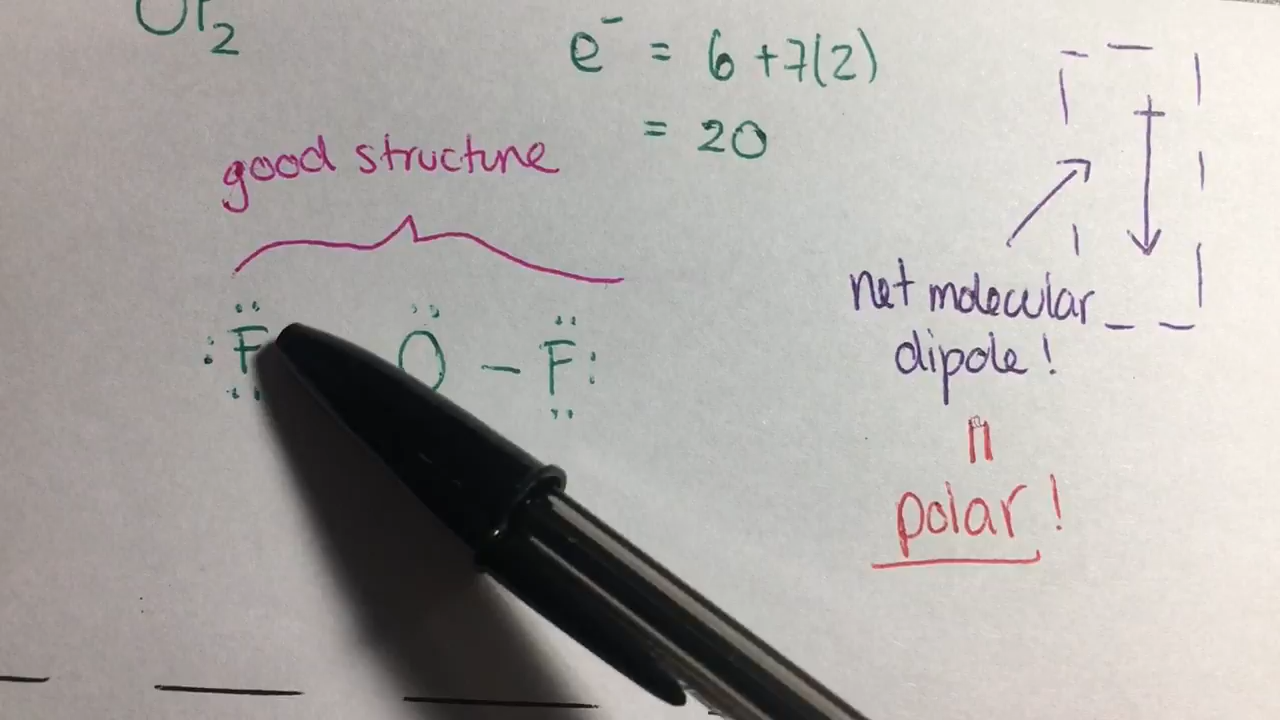 OF2
e⁻ = 6 + 7(2)
= 20
good structure
F O – F
net molecular
dipole!
=
polar!